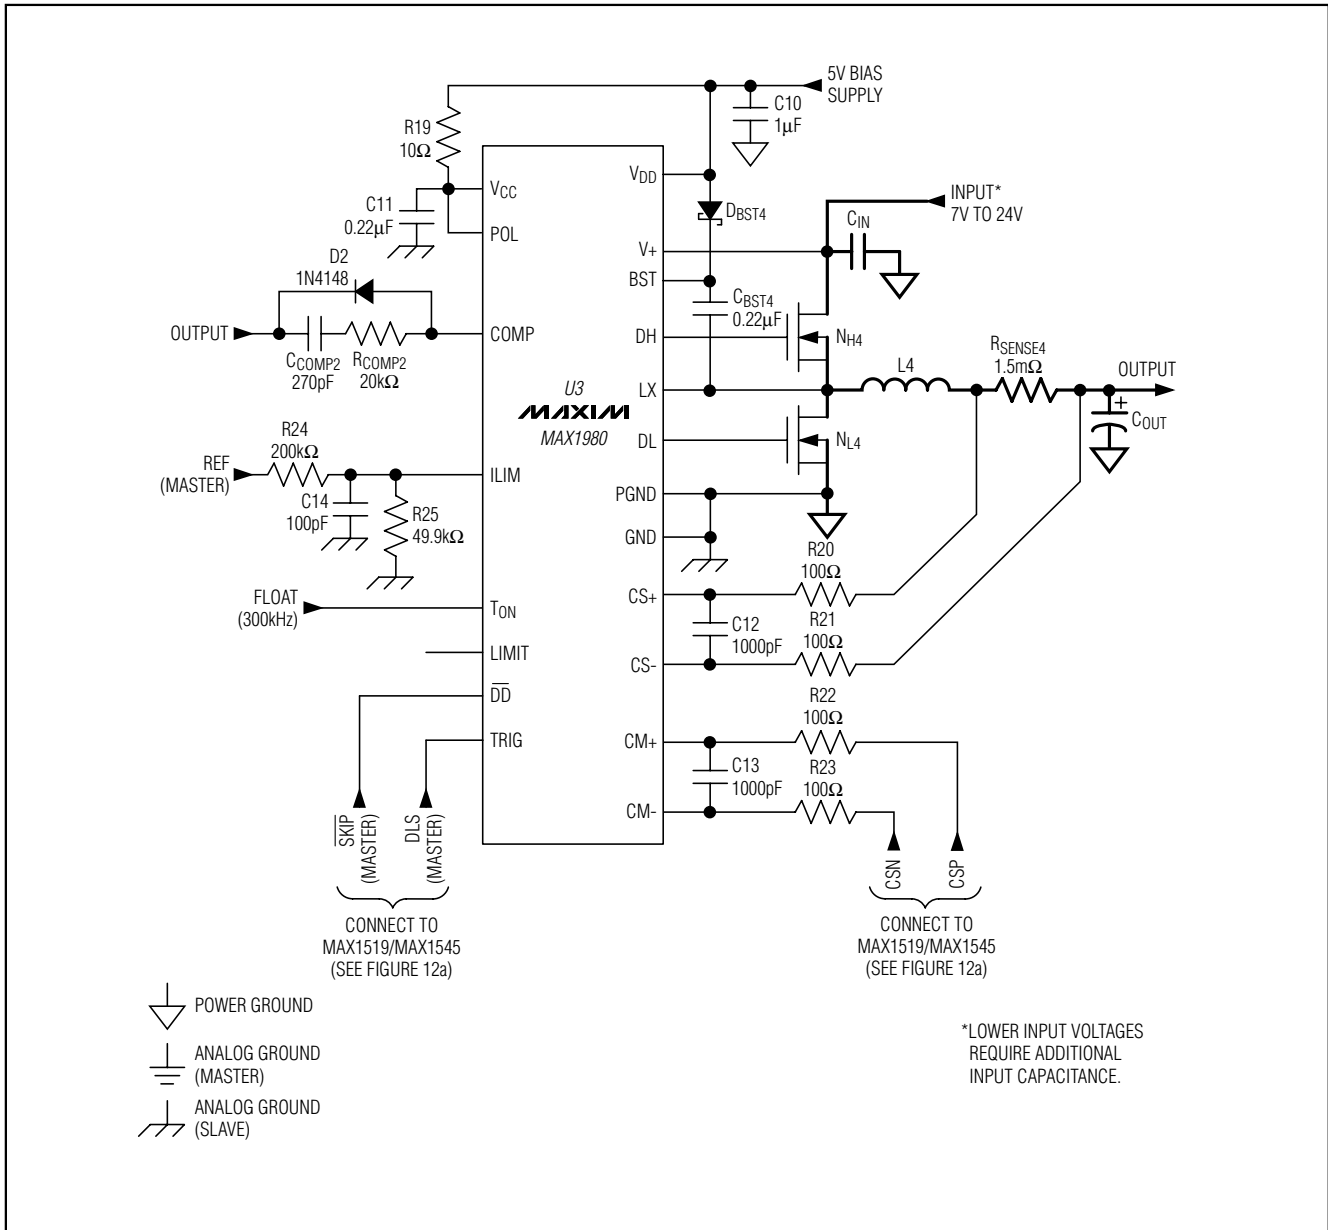 5V BIAS
SUPPLY
C10
1µF
R19
10Ω
VDD
VCC
C11
0.22µF
POL
DBST4
INPUT*
7V TO 24V
CIN
V+
D2
1N4148
BST
CBST4
0.22µF
OUTPUT
COMP
DH
NH4
CCOMP2
270pF
RCOMP2
20kΩ
RSENSE4
1.5mΩ
L4
OUTPUT
LX
U3
MAXIM
MAX1980
+
COUT
DL
NL4
R24
200kΩ
REF
(MASTER)
ILIM
C14
100pF
R25
49.9kΩ
PGND
GND
R20
100Ω
CS+
FLOAT
(300kHz)
TON
C12
1000pF
R21
100Ω
LIMIT
CS-
DD
R22
100Ω
TRIG
CM+
C13
1000pF
R23
100Ω
CM-
SKIP
(MASTER)
DLS
(MASTER)
CSN
CSP
CONNECT TO
MAX1519/MAX1545
(SEE FIGURE 12a)
CONNECT TO
MAX1519/MAX1545
(SEE FIGURE 12a)
POWER GROUND
ANALOG GROUND
(MASTER)
ANALOG GROUND
(SLAVE)
*LOWER INPUT VOLTAGES
REQUIRE ADDITIONAL
INPUT CAPACITANCE.